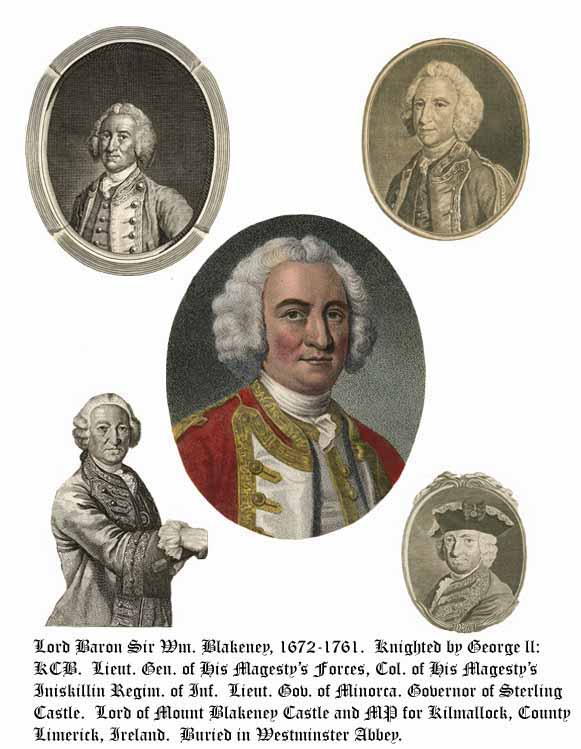 Lord Baron Sir Wm. Blakeney, 1672-1761. Knighted by George II:
KCB. Lieut. Gen. of His Magesty's Forces, Col. of His Magesty's
Iniskillin Regim. of Inf. Lieut. Gov. of Minorca. Governor of Sterling
Castle. Lord of Mount Blakeney Castle and MP for Kilmallock, County
Limerick, Ireland. Buried in Westminster Abbey.